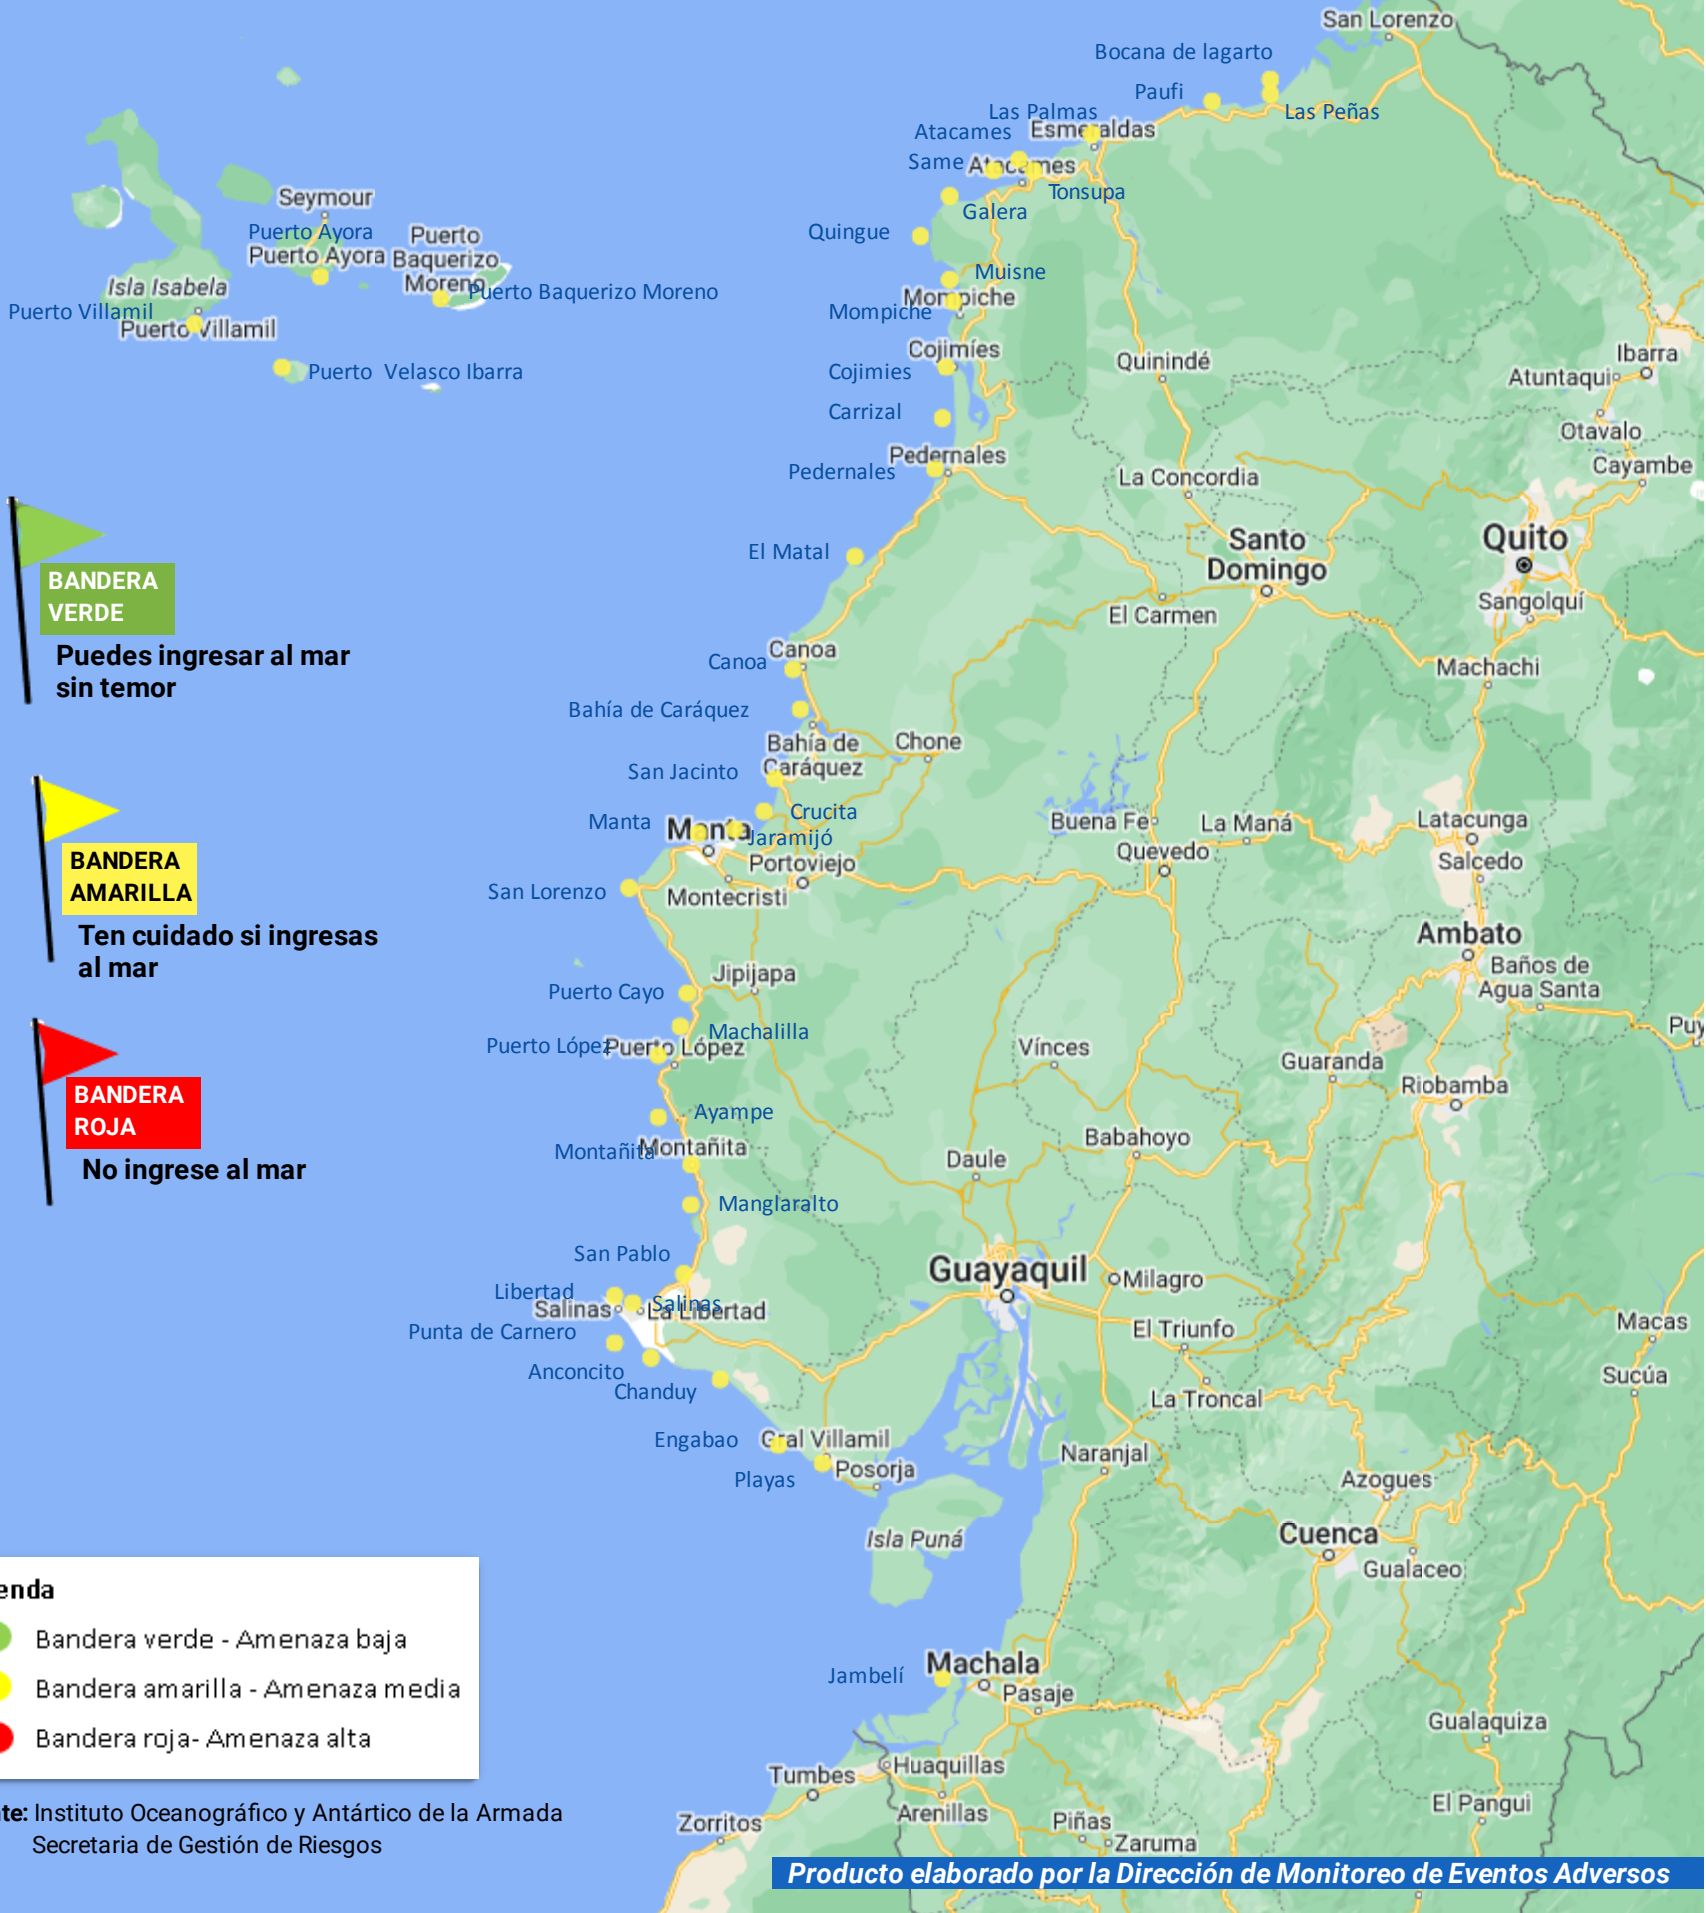 San Lorenzo
Bocana de lagarto
Paufi
Las Peñas
Las Palmas
Esmeraldas
Atacames
Same
Atacames
Tonsupa
Galera
Quingue
Muisne
Mompiche
Mompiche
Cojimíes
Cojimies
Carrizal
Pedernales
Pedernales
El Matal
Canoa
Canoa
Bahía de Caráquez
Bahía de
Caráquez
Chone
San Jacinto
Crucita
Manta
Manta
Jaramijó
Portoviejo
Montecristi
San Lorenzo
Jipijapa
Puerto Cayo
Machalilla
Puerto López
Puerto López
Ayampe
Montañita
Montañita
Manglaralto
San Pablo
Libertad
Salinas
Salinas
La Libertad
Punta de Carnero
Anconcito
Chanduy
Engabao
Gral Villamil
Playas
Posorja
Isla Puná
Jambelí
Machala
Pasaje
Huaquillas
Tumbes
Arenillas
Zorritos
Piñas
Zaruma
Seymour
Puerto Ayora
Puerto Ayora
Puerto
Baquerizo
Moreno
Puerto Baquerizo Moreno
Isla Isabela
Puerto Villamil
Puerto Villamil
Puerto Velasco Ibarra
Quinindé
La Concordia
Santo
Domingo
El Carmen
Ibarra
Atuntaqui
Otavalo
Cayambe
Quito
Sangolquí
Machachi
Buena Fe
La Maná
Quevedo
Latacunga
Salcedo
Ambato
Baños de
Agua Santa
Puy
Vínces
Guaranda
Riobamba
Babahoyo
Daule
Guayaquil
Milagro
El Triunfo
La Troncal
Naranjal
Macas
Sucúa
Azogues
Cuenca
Gualaceo
Gualaquiza
El Pangui
BANDERA
VERDE
Puedes ingresar al mar
sin temor
BANDERA
AMARILLA
Ten cuidado si ingresas
al mar
BANDERA
ROJA
No ingrese al mar
enda
Bandera verde - Amenaza baja
Bandera amarilla - Amenaza media
Bandera roja- Amenaza alta
te: Instituto Oceanográfico y Antártico de la Armada
Secretaria de Gestión de Riesgos
Producto elaborado por la Dirección de Monitoreo de Eventos Adversos